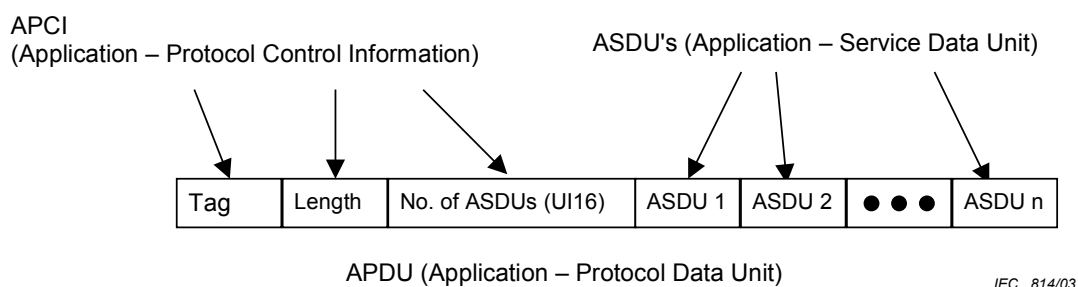 APCI
(Application – Protocol Control Information)
ASDU's (Application – Service Data Unit)
Tag Length No. of ASDUs (UI16) ASDU 1 ASDU 2 ●●● ASDU n
APDU (Application – Protocol Data Unit)
IEC 814/03